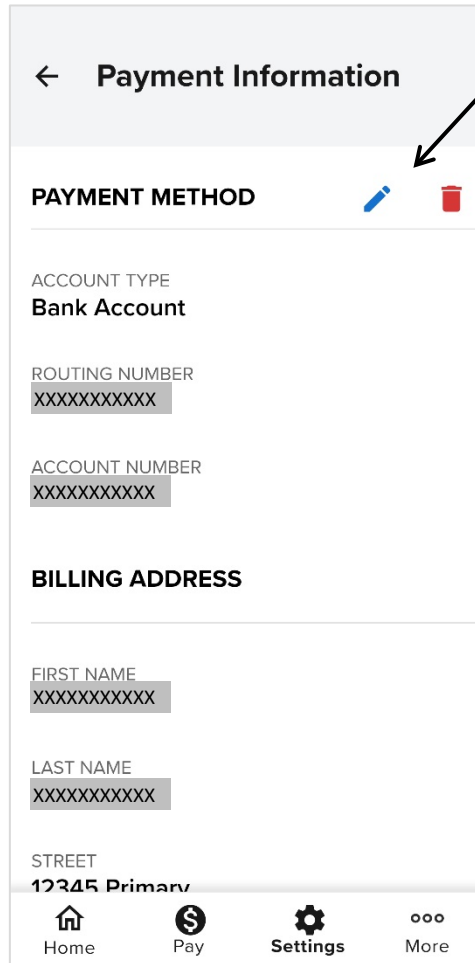 Payment Information
PAYMENT METHOD
ACCOUNT TYPE
Bank Account
ROUTING NUMBER
XXXXXXXXXXX
ACCOUNT NUMBER
XXXXXXXXXXX
BILLING ADDRESS
FIRST NAME
XXXXXXXXXXX
LAST NAME
XXXXXXXXXXX
STREET
12345 Primary
Home Pay Settings More